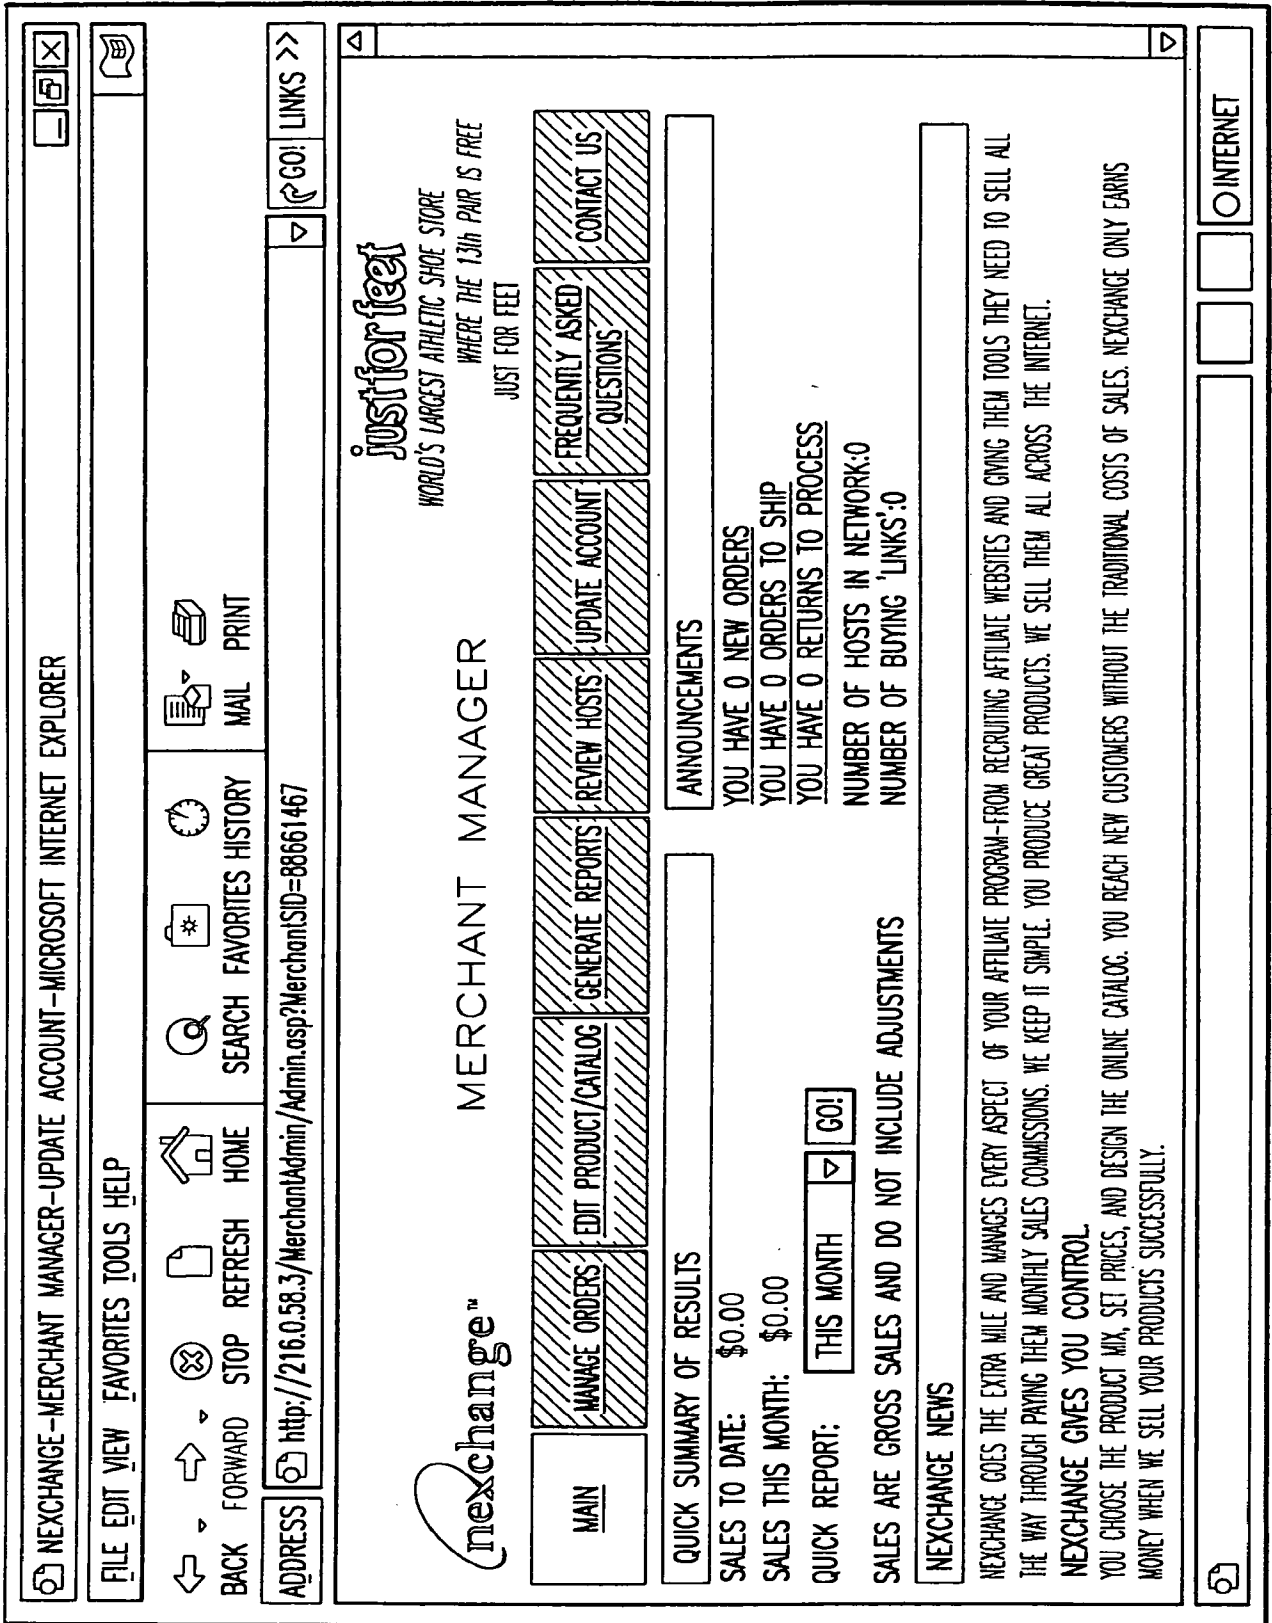 NEXCHANGE-MERCHANT MANAGER-UPDATE ACCOUNT-MICROSOFT INTERNET EXPLORER
FILE EDIT VIEW FAVORITES TOOLS HELP
BACK FORWARD STOP REFRESH HOME SEARCH FAVORITES HISTORY MAIL PRINT
ADDRESS http://216.0.58.3/MerchantAdmin/Admin.asp?MerchantSID=88661467 GO! LINKS >>
just for feet
WORLD'S LARGEST ATHLETIC SHOE STORE
WHERE THE 13th PAIR IS FREE
JUST FOR FEET
nexchange™
MERCHANT MANAGER
MAIN
MANAGE ORDERS
EDIT PRODUCT/CATALOG
GENERATE REPORTS
REVIEW HOSTS
UPDATE ACCOUNT
FREQUENTLY ASKED
QUESTIONS
CONTACT US
QUICK SUMMARY OF RESULTS
SALES TO DATE: $0.00
SALES THIS MONTH: $0.00
QUICK REPORT: THIS MONTH GO!
SALES ARE GROSS SALES AND DO NOT INCLUDE ADJUSTMENTS
ANNOUNCEMENTS
YOU HAVE 0 NEW ORDERS
YOU HAVE 0 ORDERS TO SHIP
YOU HAVE 0 RETURNS TO PROCESS
NUMBER OF HOSTS IN NETWORK:0
NUMBER OF BUYING 'LINKS':0
NEXCHANGE NEWS
NEXCHANGE GOES THE EXTRA MILE AND MANAGES EVERY ASPECT OF YOUR AFFILIATE PROGRAM-FROM RECRUITING AFFILIATE WEBSITES AND GIVING THEM TOOLS THEY NEED TO SELL ALL
THE WAY THROUGH PAYING THEM MONTHLY SALES COMMISSIONS. WE KEEP IT SIMPLE. YOU PRODUCE GREAT PRODUCTS. WE SELL THEM ALL ACROSS THE INTERNET.
NEXCHANGE GIVES YOU CONTROL.
YOU CHOOSE THE PRODUCT MIX, SET PRICES, AND DESIGN THE ONLINE CATALOG. YOU REACH NEW CUSTOMERS WITHOUT THE TRADITIONAL COSTS OF SALES. NEXCHANGE ONLY EARNS
MONEY WHEN WE SELL YOUR PRODUCTS SUCCESSFULLY.
INTERNET